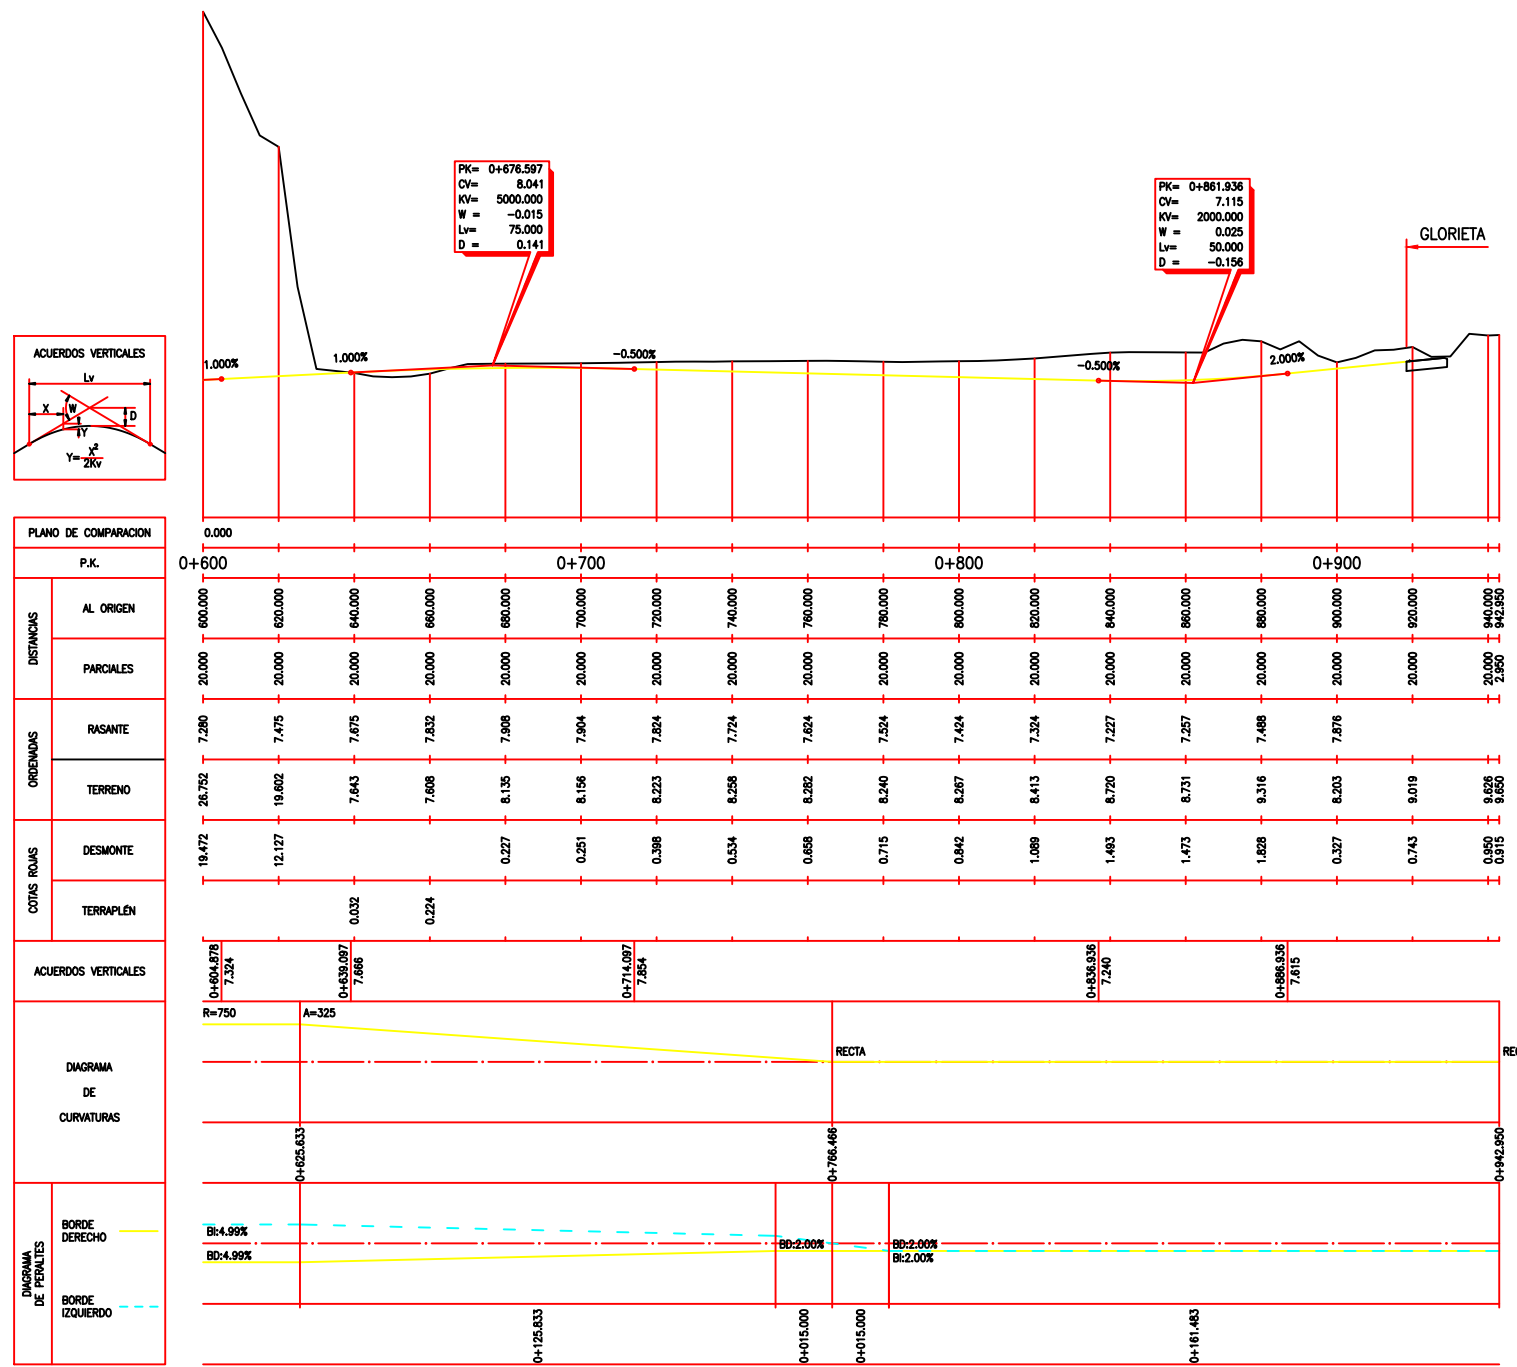 PK= 0+676.597
CV= 8.041
KV= 5000.000
W = -0.015
Lv= 75.000
D = 0.141
PK= 0+861.936
CV= 7.115
KV= 2000.000
W = 0.025
Lv= 50.000
D = -0.156
GLORIETA
1.000%
1.000%
-0.500%
-0.500%
2.000%
ACUERDOS VERTICALES
Lv
X
W
D
Y
Y= X²
2Kv
PLANO DE COMPARACION 0.000
P.K. 0+600 0+700 0+800 0+900
DISTANCIAS
AL ORIGEN 600.000 620.000 640.000 660.000 680.000 700.000 720.000 740.000 760.000 780.000 800.000 820.000 840.000 860.000 880.000 900.000 920.000 940.000 942.950
PARCIALES 20.000 20.000 20.000 20.000 20.000 20.000 20.000 20.000 20.000 20.000 20.000 20.000 20.000 20.000 20.000 20.000 20.000 20.000 2.950
ORDENADAS
RASANTE 7.280 7.475 7.675 7.832 7.908 7.904 7.824 7.724 7.624 7.524 7.424 7.324 7.227 7.257 7.488 7.876
TERRENO 26.752 19.602 7.643 7.608 8.135 8.156 8.223 8.258 8.282 8.240 8.267 8.413 8.720 8.731 9.316 8.203 9.019 9.626 9.650
COTAS ROJAS
DESMONTE 19.472 12.127 0.227 0.251 0.398 0.534 0.658 0.715 0.842 1.089 1.493 1.473 1.828 0.327 0.743 0.950 0.915
TERRAPLÉN 0.032 0.224
ACUERDOS VERTICALES
0+604.878
7.324
0+639.097
7.666
0+714.097
7.854
0+836.936
7.240
0+886.936
7.615
DIAGRAMA
DE
CURVATURAS
R=750
A=325
RECTA
0+625.633
0+766.466
0+942.950
DIAGRAMA
DE PERALTES
BORDE
DERECHO
BORDE
IZQUIERDO
BI:4.99%
BD:4.99%
BD:2.00%
BD:2.00%
BI:2.00%
0+125.833
0+015.000
0+015.000
0+161.483